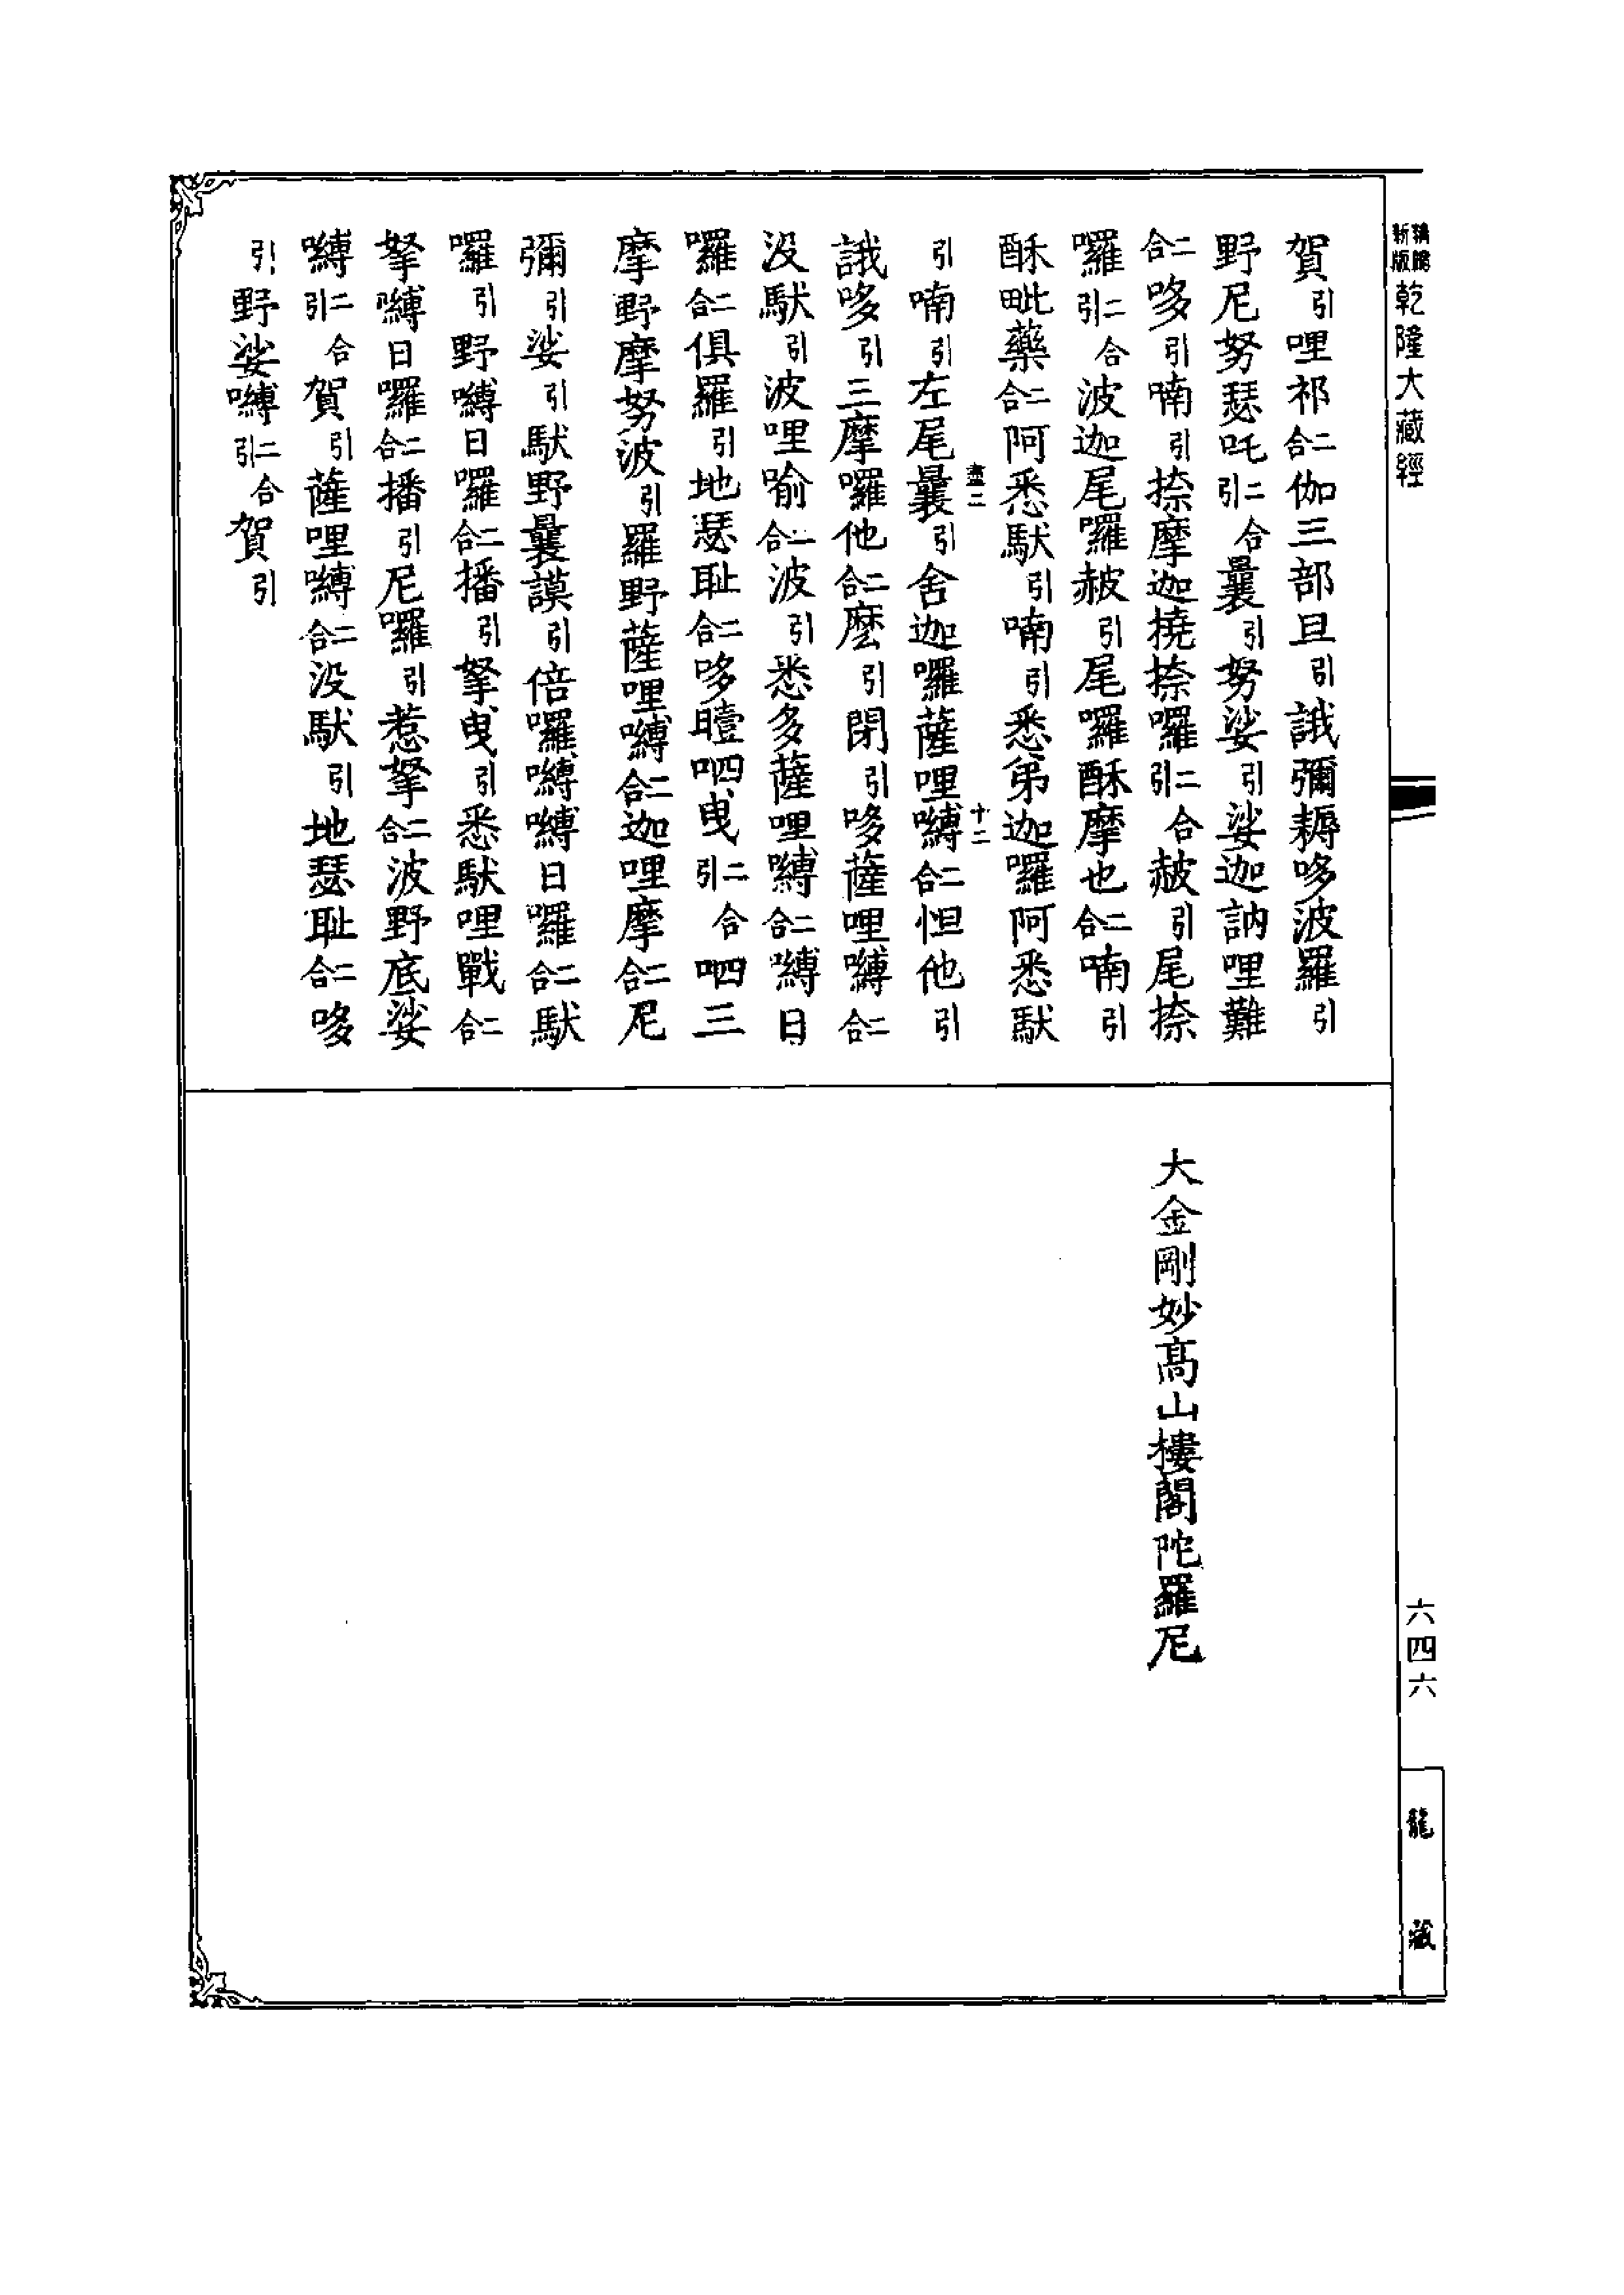 新版
乾隆大藏經
賀引哩祁二合伽三部旦引誐彌耨哆波羅引
野尼努瑟吒二合引曩引努娑引娑迦訥哩難
二合哆引喃引捺摩迦撓捺囉二合引赧引尾捺
囉二合引波迦尾囉赧引尾囉酥摩也二合喃引
酥毗藥二合阿悉馱引喃引悉第迦囉阿悉馱
引喃引左尾曩引舍迦囉薩哩嚩二合怛他引
盡二
十二
誐哆引三摩囉他二合麼引閉引哆薩哩嚩二合
没馱引波哩喻二合波引悉多薩哩嚩二合嚩日
囉二合俱羅引地瑟恥二合哆曀呬曳二合引呬三
摩野摩努波引羅野薩哩嚩二合迦哩摩二合尼
彌引娑引馱野曩謨引倍囉嚩嚩日囉二合馱
囉引野嚩日囉二合播引拏曳引悉馱哩戰二合
拏嚩日囉二合播引尼囉引惹拏二合波野底娑
嚩二合引賀引薩哩嚩二合没馱引地瑟恥二合哆
引野娑嚩二合引賀引
大金剛妙高山樓閣陀羅尼
六四六
龍藏